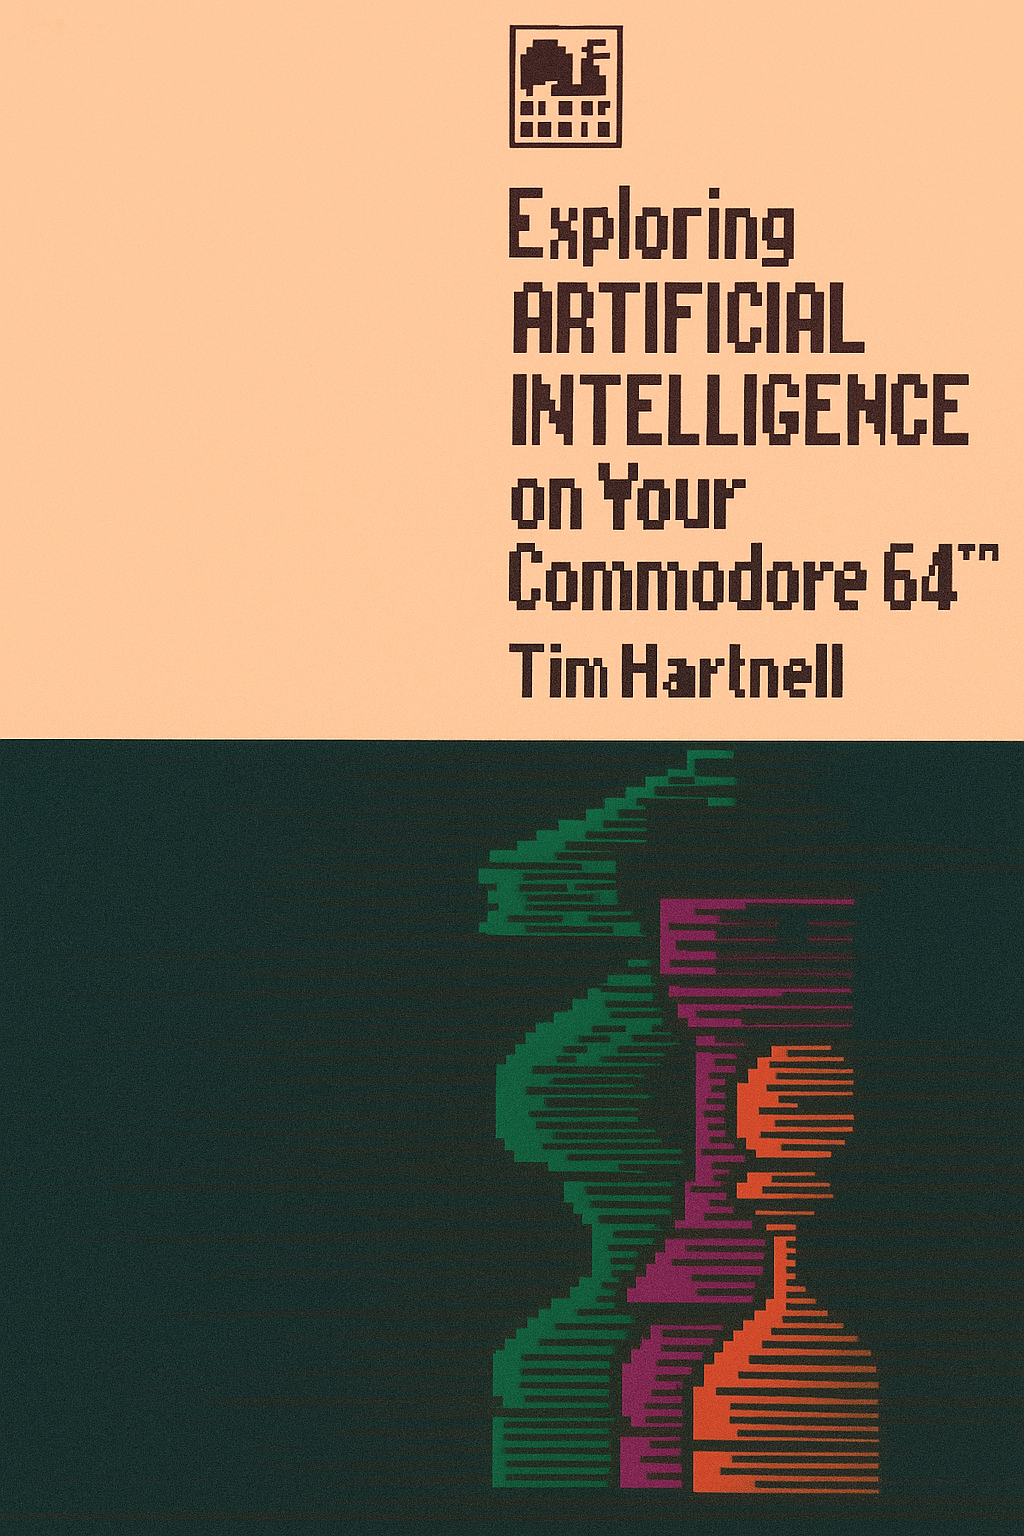 Exploring
ARTIFICIAL
INTELLIGENCE
on Your
Commodore 64™
Tim Hartnell